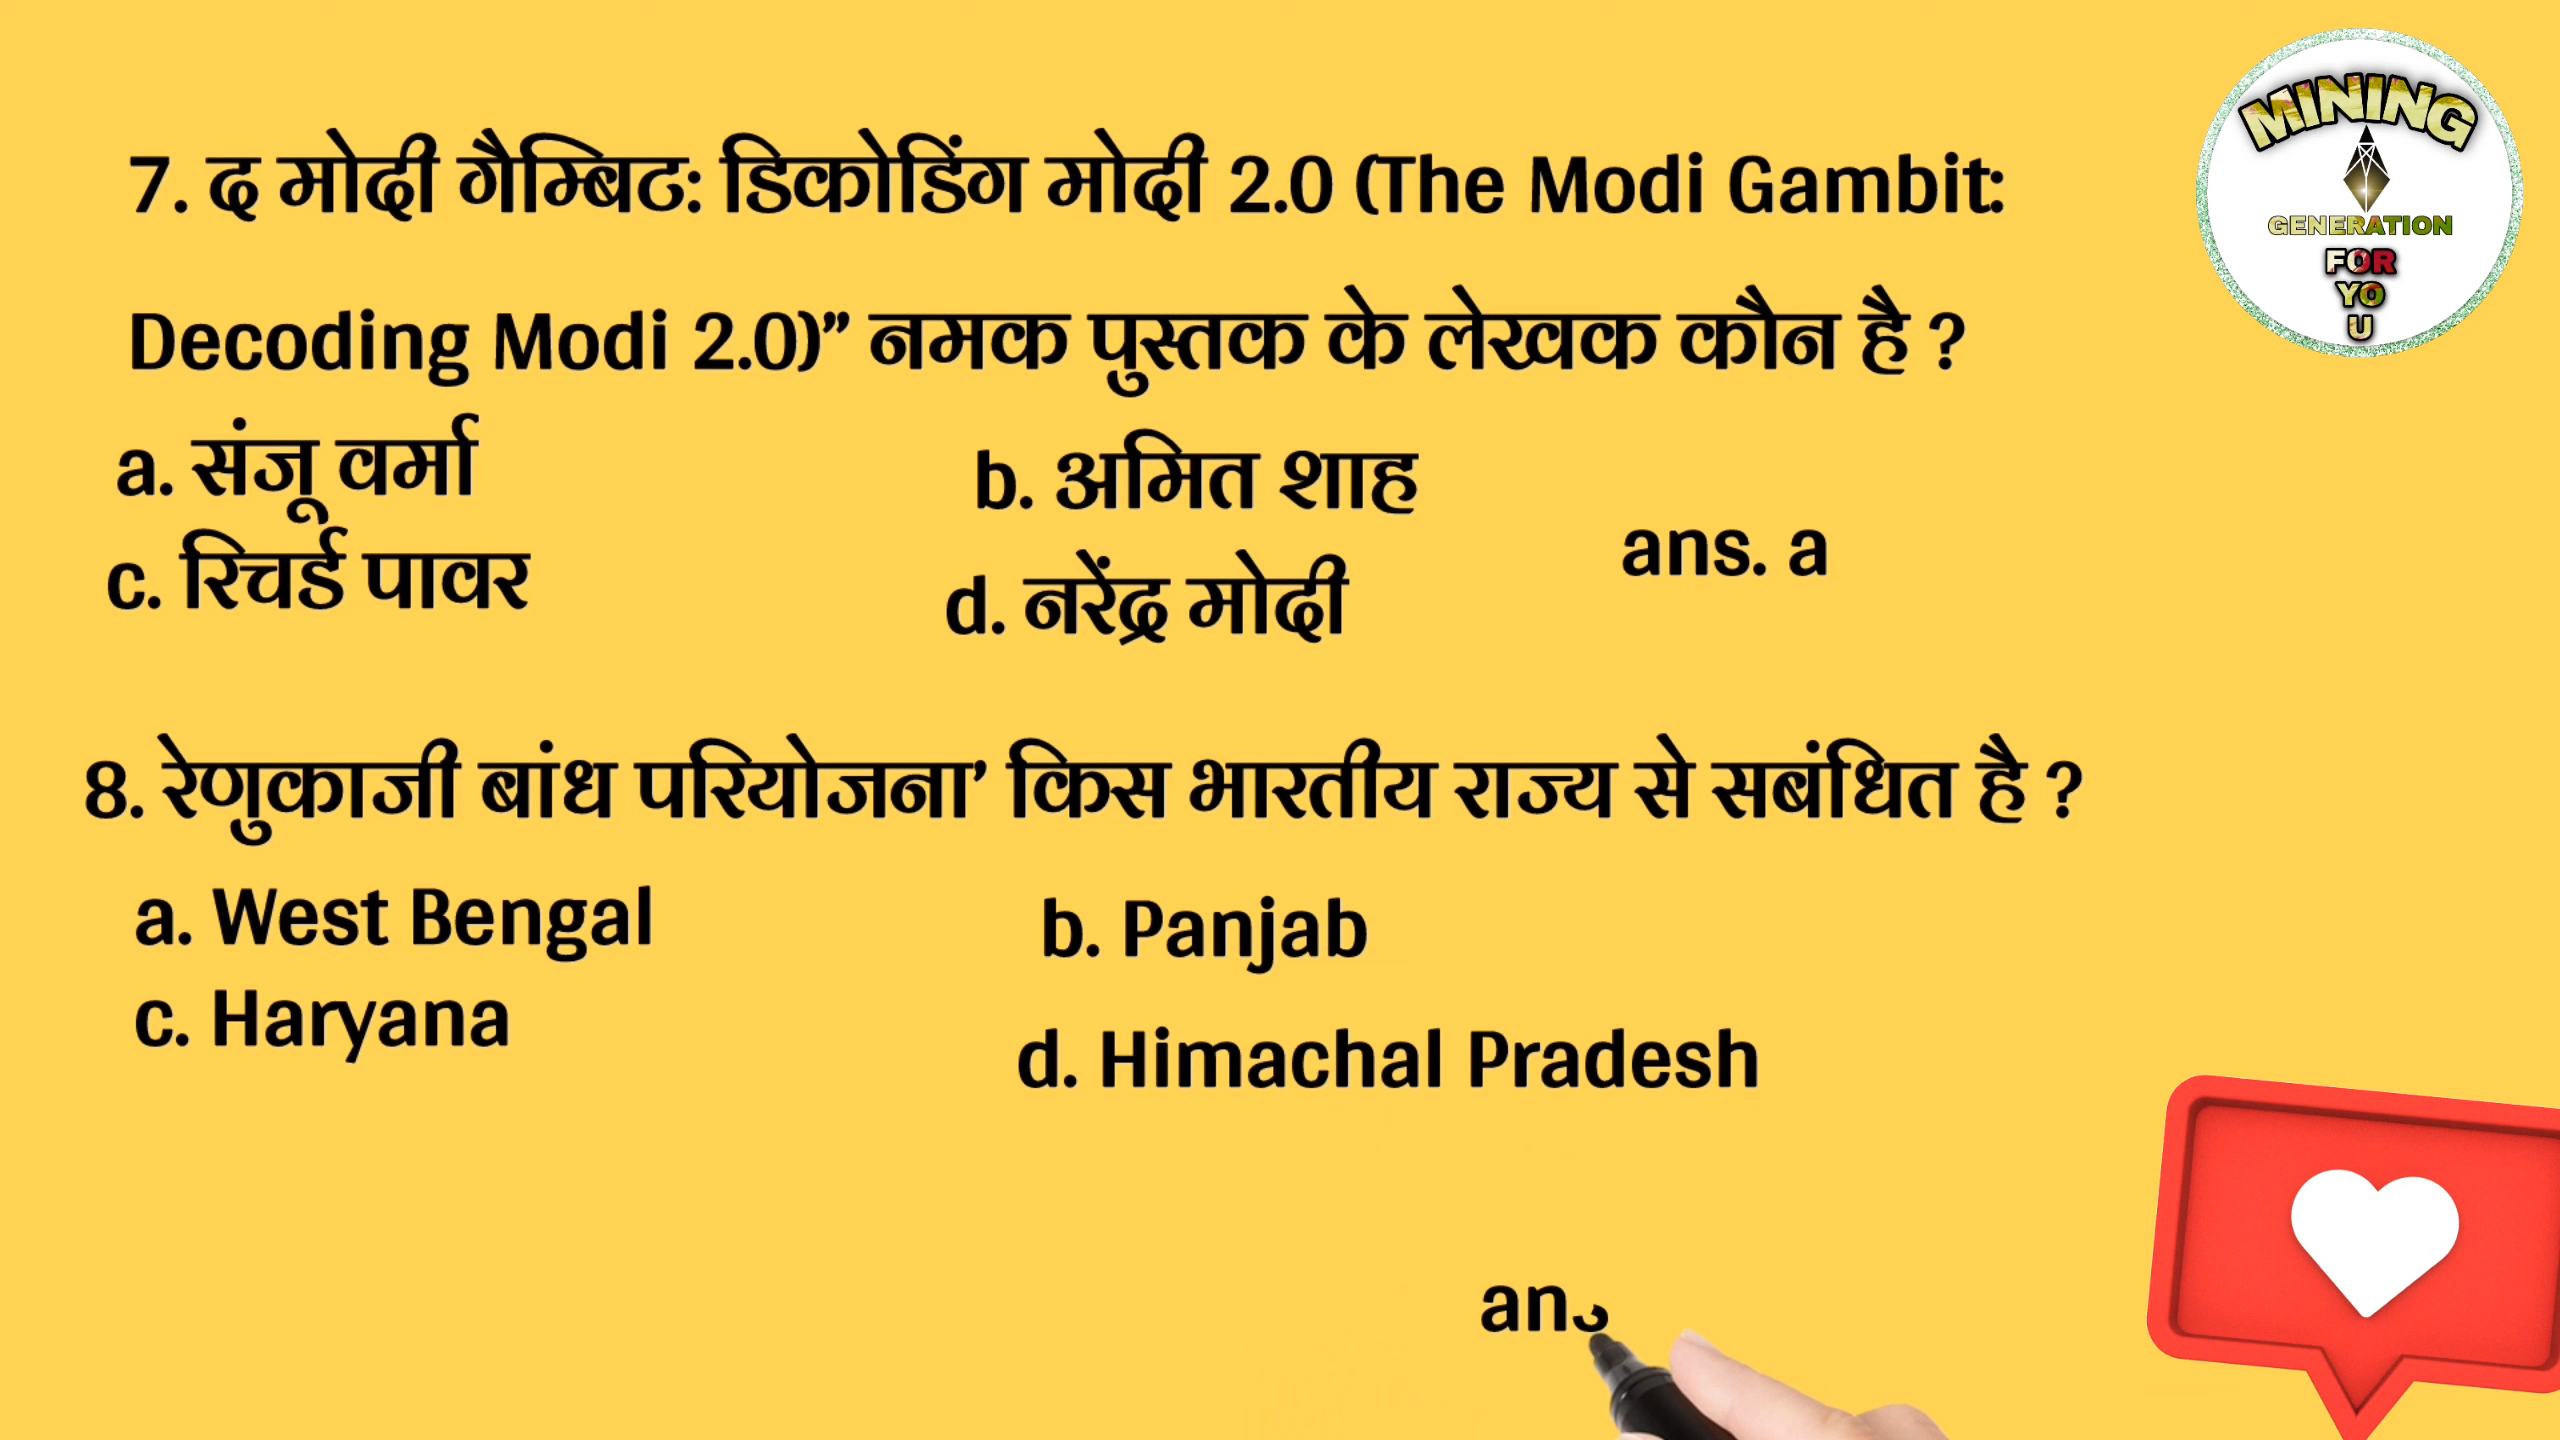 7. द मोदी गैम्बिट: डिकोडिंग मोदी 2.0 (The Modi Gambit:
Decoding Modi 2.0)” नमक पुस्तक के लेखक कौन है ?
a. संजू वर्मा
b. अमित शाह
c. रिचर्ड पावर
d. नरेंद्र मोदी
ans. a
8. रेणुकाजी बांध परियोजना’ किस भारतीय राज्य से सबंधित है ?
a. West Bengal
b. Panjab
c. Haryana
d. Himachal Pradesh
ans
MINING
GENERATION
FOR
YO
U